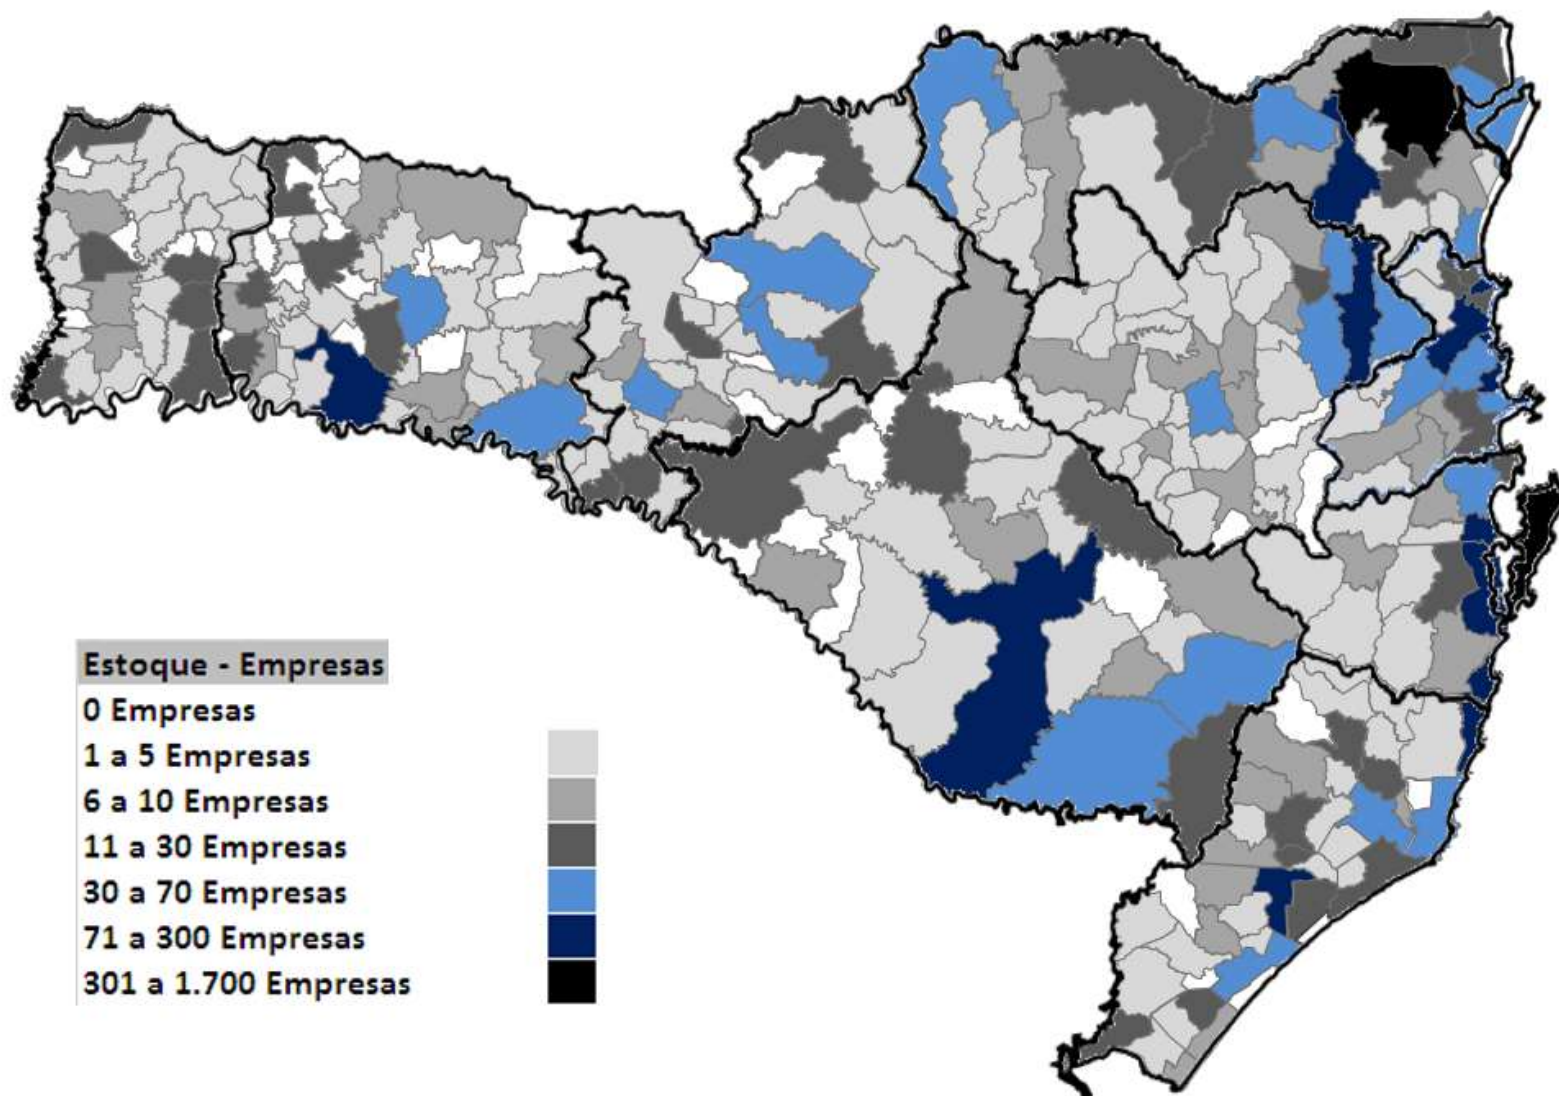 Estoque - Empresas
0 Empresas
1 a 5 Empresas
6 a 10 Empresas
11 a 30 Empresas
30 a 70 Empresas
71 a 300 Empresas
301 a 1.700 Empresas